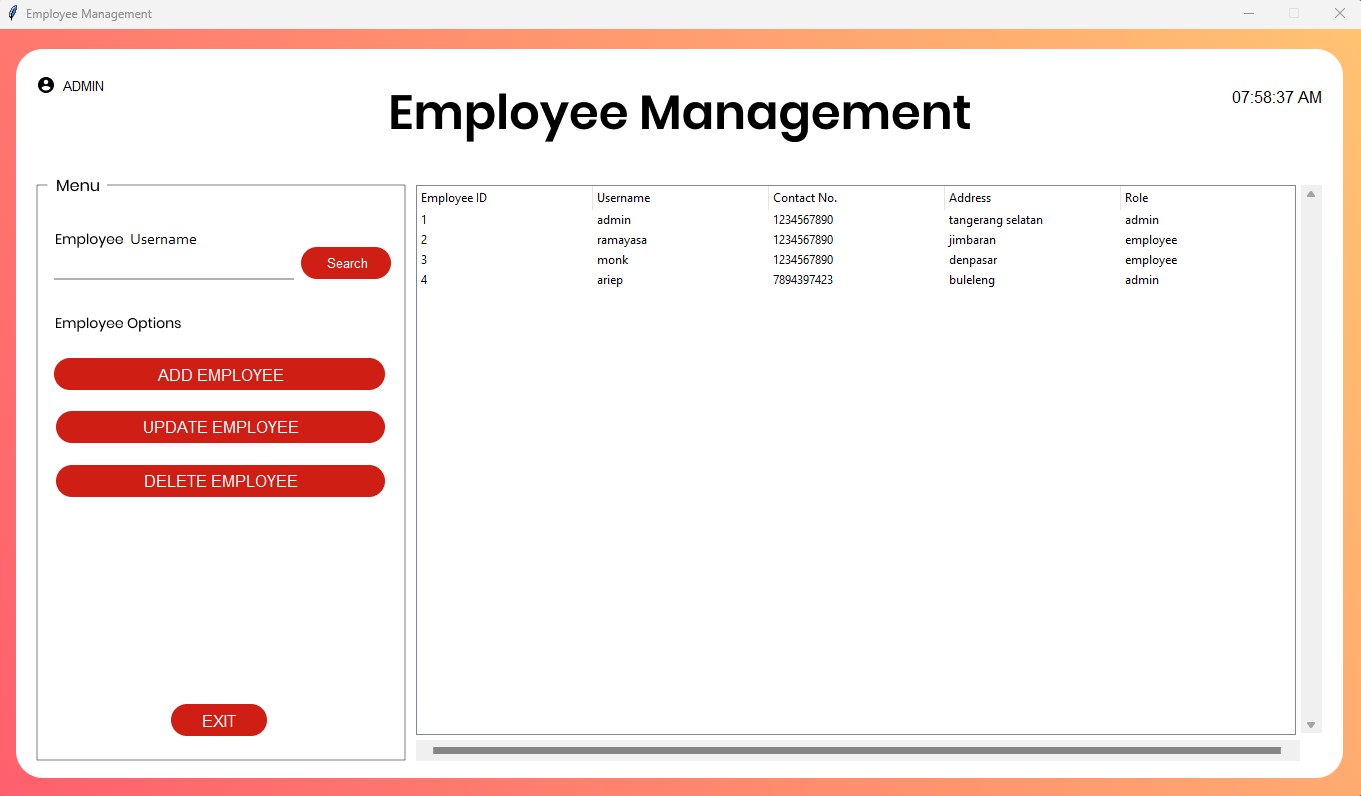 Employee Management
ADMIN
Employee Management
07:58:37 AM
Menu
Employee Username
Search
Employee Options
ADD EMPLOYEE
UPDATE EMPLOYEE
DELETE EMPLOYEE
EXIT
Employee ID Username Contact No. Address Role
1 admin 1234567890 tangerang selatan admin
2 ramayasa 1234567890 jimbaran employee
3 monk 1234567890 denpasar employee
4 ariep 7894397423 buleleng admin